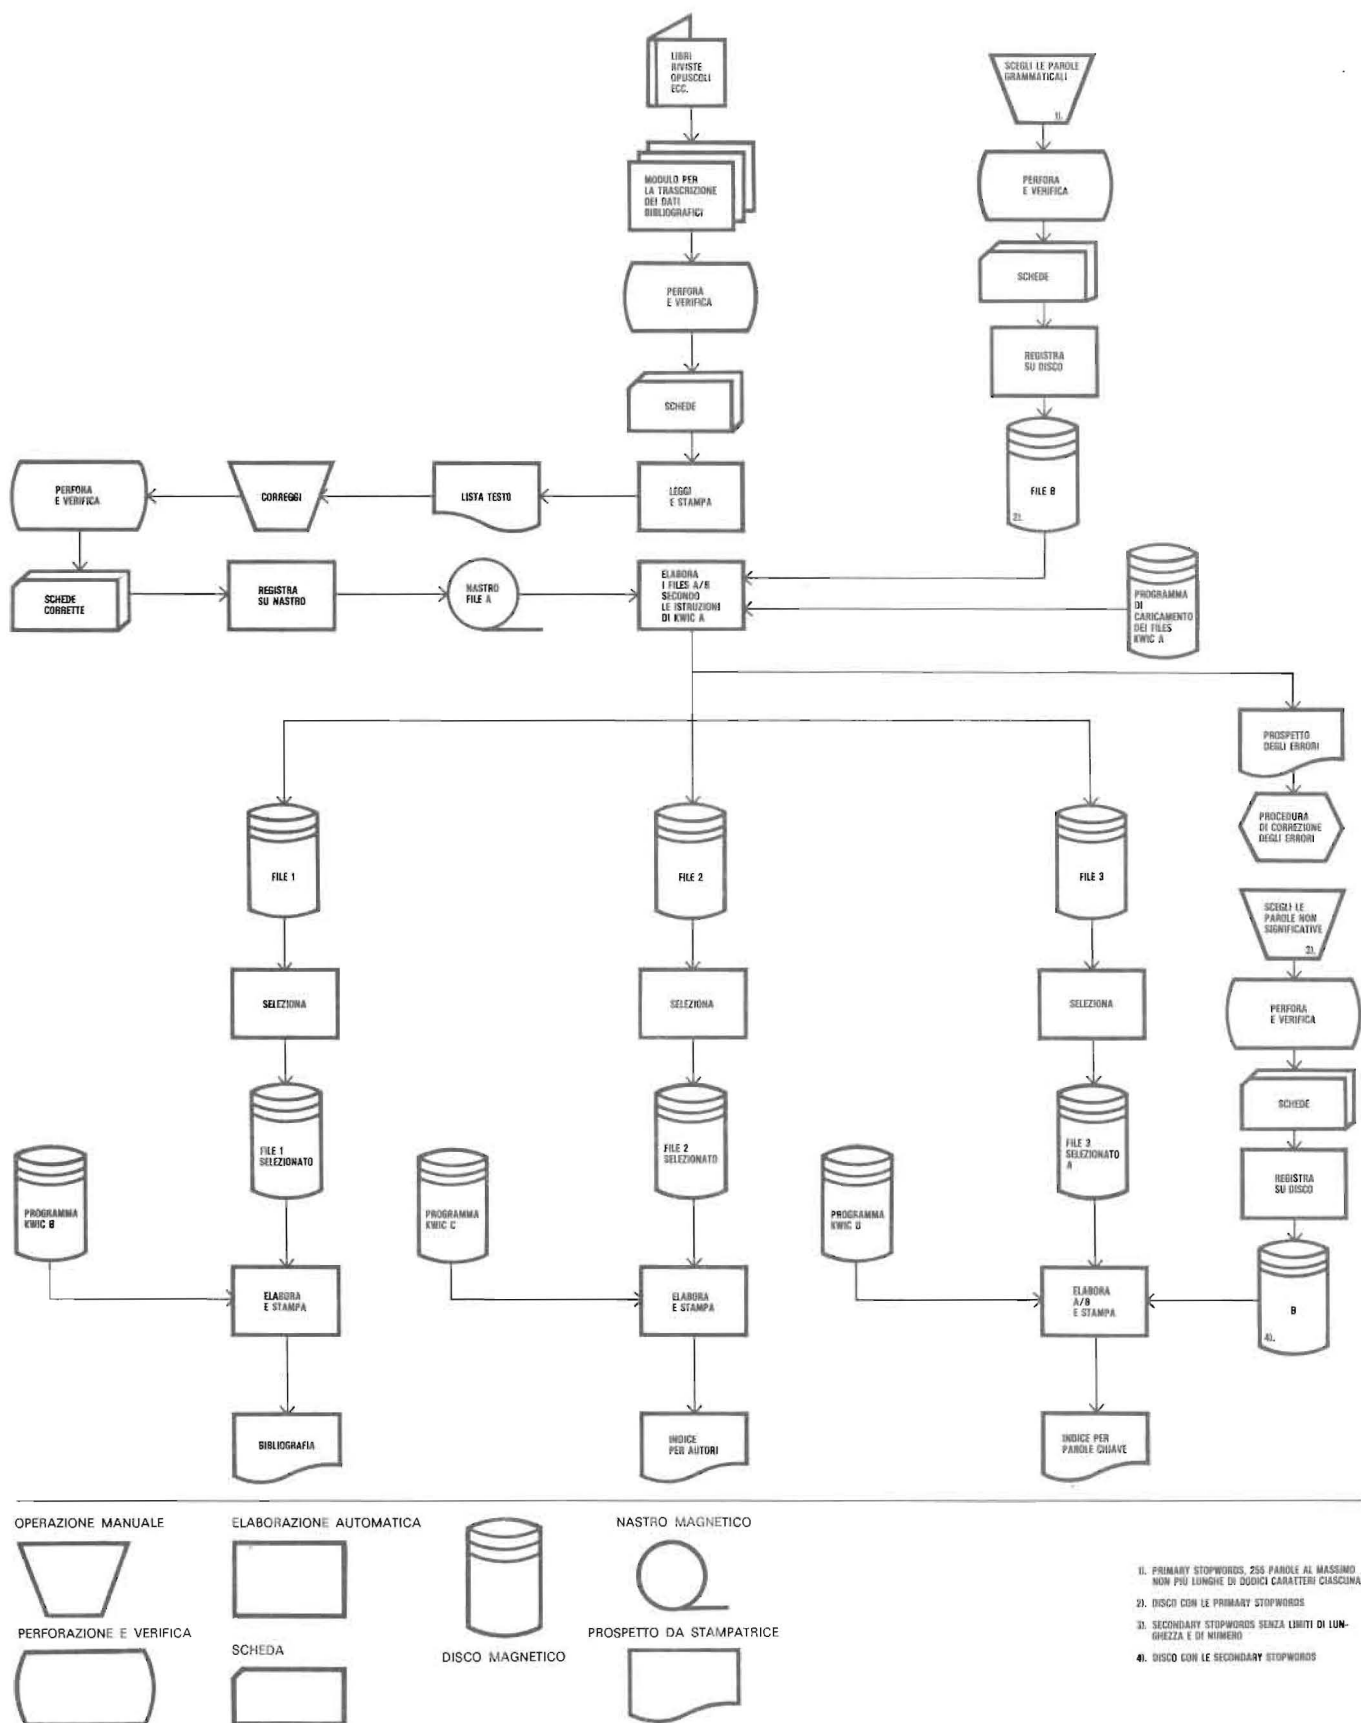 LIBRI
RIVISTE
OPUSCOLI
ECC.
SCEGLI LE PAROLE
GRAMMATICALI
1).
MODULO PER
LA TRASCRIZIONE
DEI DATI
BIBLIOGRAFICI
PERFORA
E VERIFICA
PERFORA
E VERIFICA
SCHEDE
SCHEDE
REGISTRA
SU DISCO
PERFORA
E VERIFICA
CORREGGI
LISTA TESTO
LEGGI
E STAMPA
FILE B
2).
SCHEDE
CORRETTE
REGISTRA
SU NASTRO
NASTRO
FILE A
ELABORA
I FILES A/B
SECONDO
LE ISTRUZIONI
DI KWIC A
PROGRAMMA
DI
CARICAMENTO
DEI FILES
KWIC A
PROSPETTO
DEGLI ERRORI
PROCEDURA
DI CORREZIONE
DEGLI ERRORI
FILE 1
FILE 2
FILE 3
SCEGLI LE
PAROLE NON
SIGNIFICATIVE
3).
SELEZIONA
SELEZIONA
SELEZIONA
PERFORA
E VERIFICA
SCHEDE
FILE 1
SELEZIONATO
FILE 2
SELEZIONATO
FILE 3
SELEZIONATO
A
REGISTRA
SU DISCO
PROGRAMMA
KWIC B
PROGRAMMA
KWIC C
PROGRAMMA
KWIC D
ELABORA
E STAMPA
ELABORA
E STAMPA
ELABORA
A/B
E STAMPA
B
4).
BIBLIOGRAFIA
INDICE
PER AUTORI
INDICE PER
PAROLE CHIAVE
OPERAZIONE MANUALE
ELABORAZIONE AUTOMATICA
NASTRO MAGNETICO
PERFORAZIONE E VERIFICA
SCHEDA
DISCO MAGNETICO
PROSPETTO DA STAMPATRICE
1). PRIMARY STOPWORDS, 255 PAROLE AL MASSIMO
NON PIÙ LUNGHE DI DODICI CARATTERI CIASCUNA
2). DISCO CON LE PRIMARY STOPWORDS
3). SECONDARY STOPWORDS SENZA LIMITI DI LUN-
GHEZZA E DI NUMERO
4). DISCO CON LE SECONDARY STOPWORDS